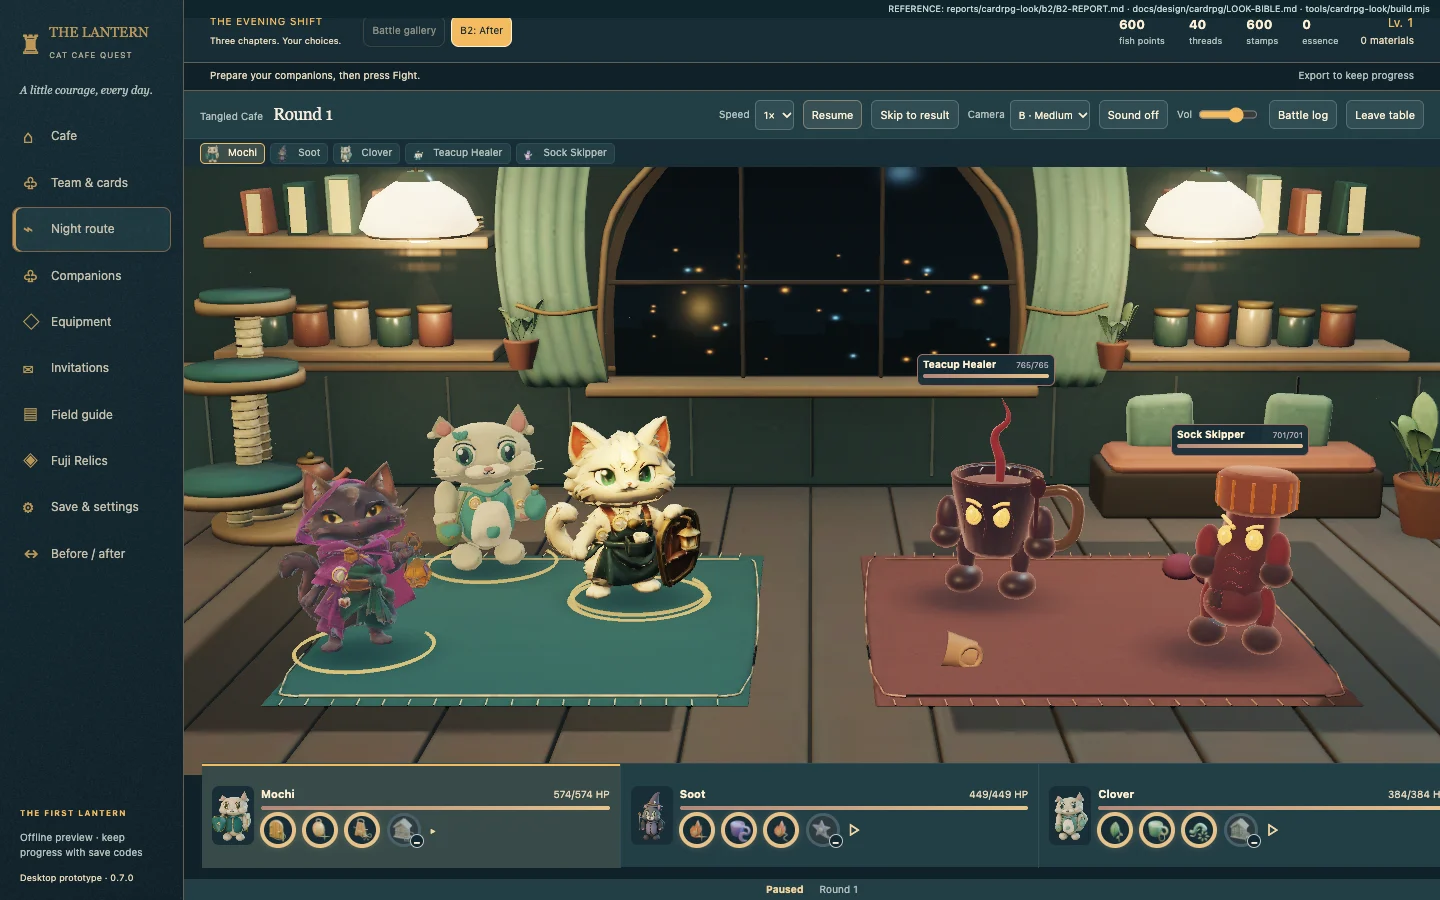 REFERENCE: reports/cardrpg-look/b2/B2-REPORT.md · docs/design/cardrpg/LOOK-BIBLE.md · tools/cardrpg-look/build.mjs
THE LANTERN
CAT CAFE QUEST
A little courage, every day.
Cafe
Team & cards
Night route
Companions
Equipment
Invitations
Field guide
Fuji Relics
Save & settings
Before / after
THE FIRST LANTERN
Offline preview · keep
progress with save codes
Desktop prototype · 0.7.0
THE EVENING SHIFT
Three chapters. Your choices.
Battle gallery
B2: After
600
fish points
40
threads
600
stamps
0
essence
Lv. 1
0 materials
Prepare your companions, then press Fight.
Export to keep progress
Tangled Cafe
Round 1
Speed
1x
Resume
Skip to result
Camera
B · Medium
Sound off
Vol
Battle log
Leave table
Mochi
Soot
Clover
Teacup Healer
Sock Skipper
Teacup Healer
765/765
Sock Skipper
701/701
Mochi
574/574 HP
Soot
449/449 HP
Clover
384/384 H
Paused
Round 1